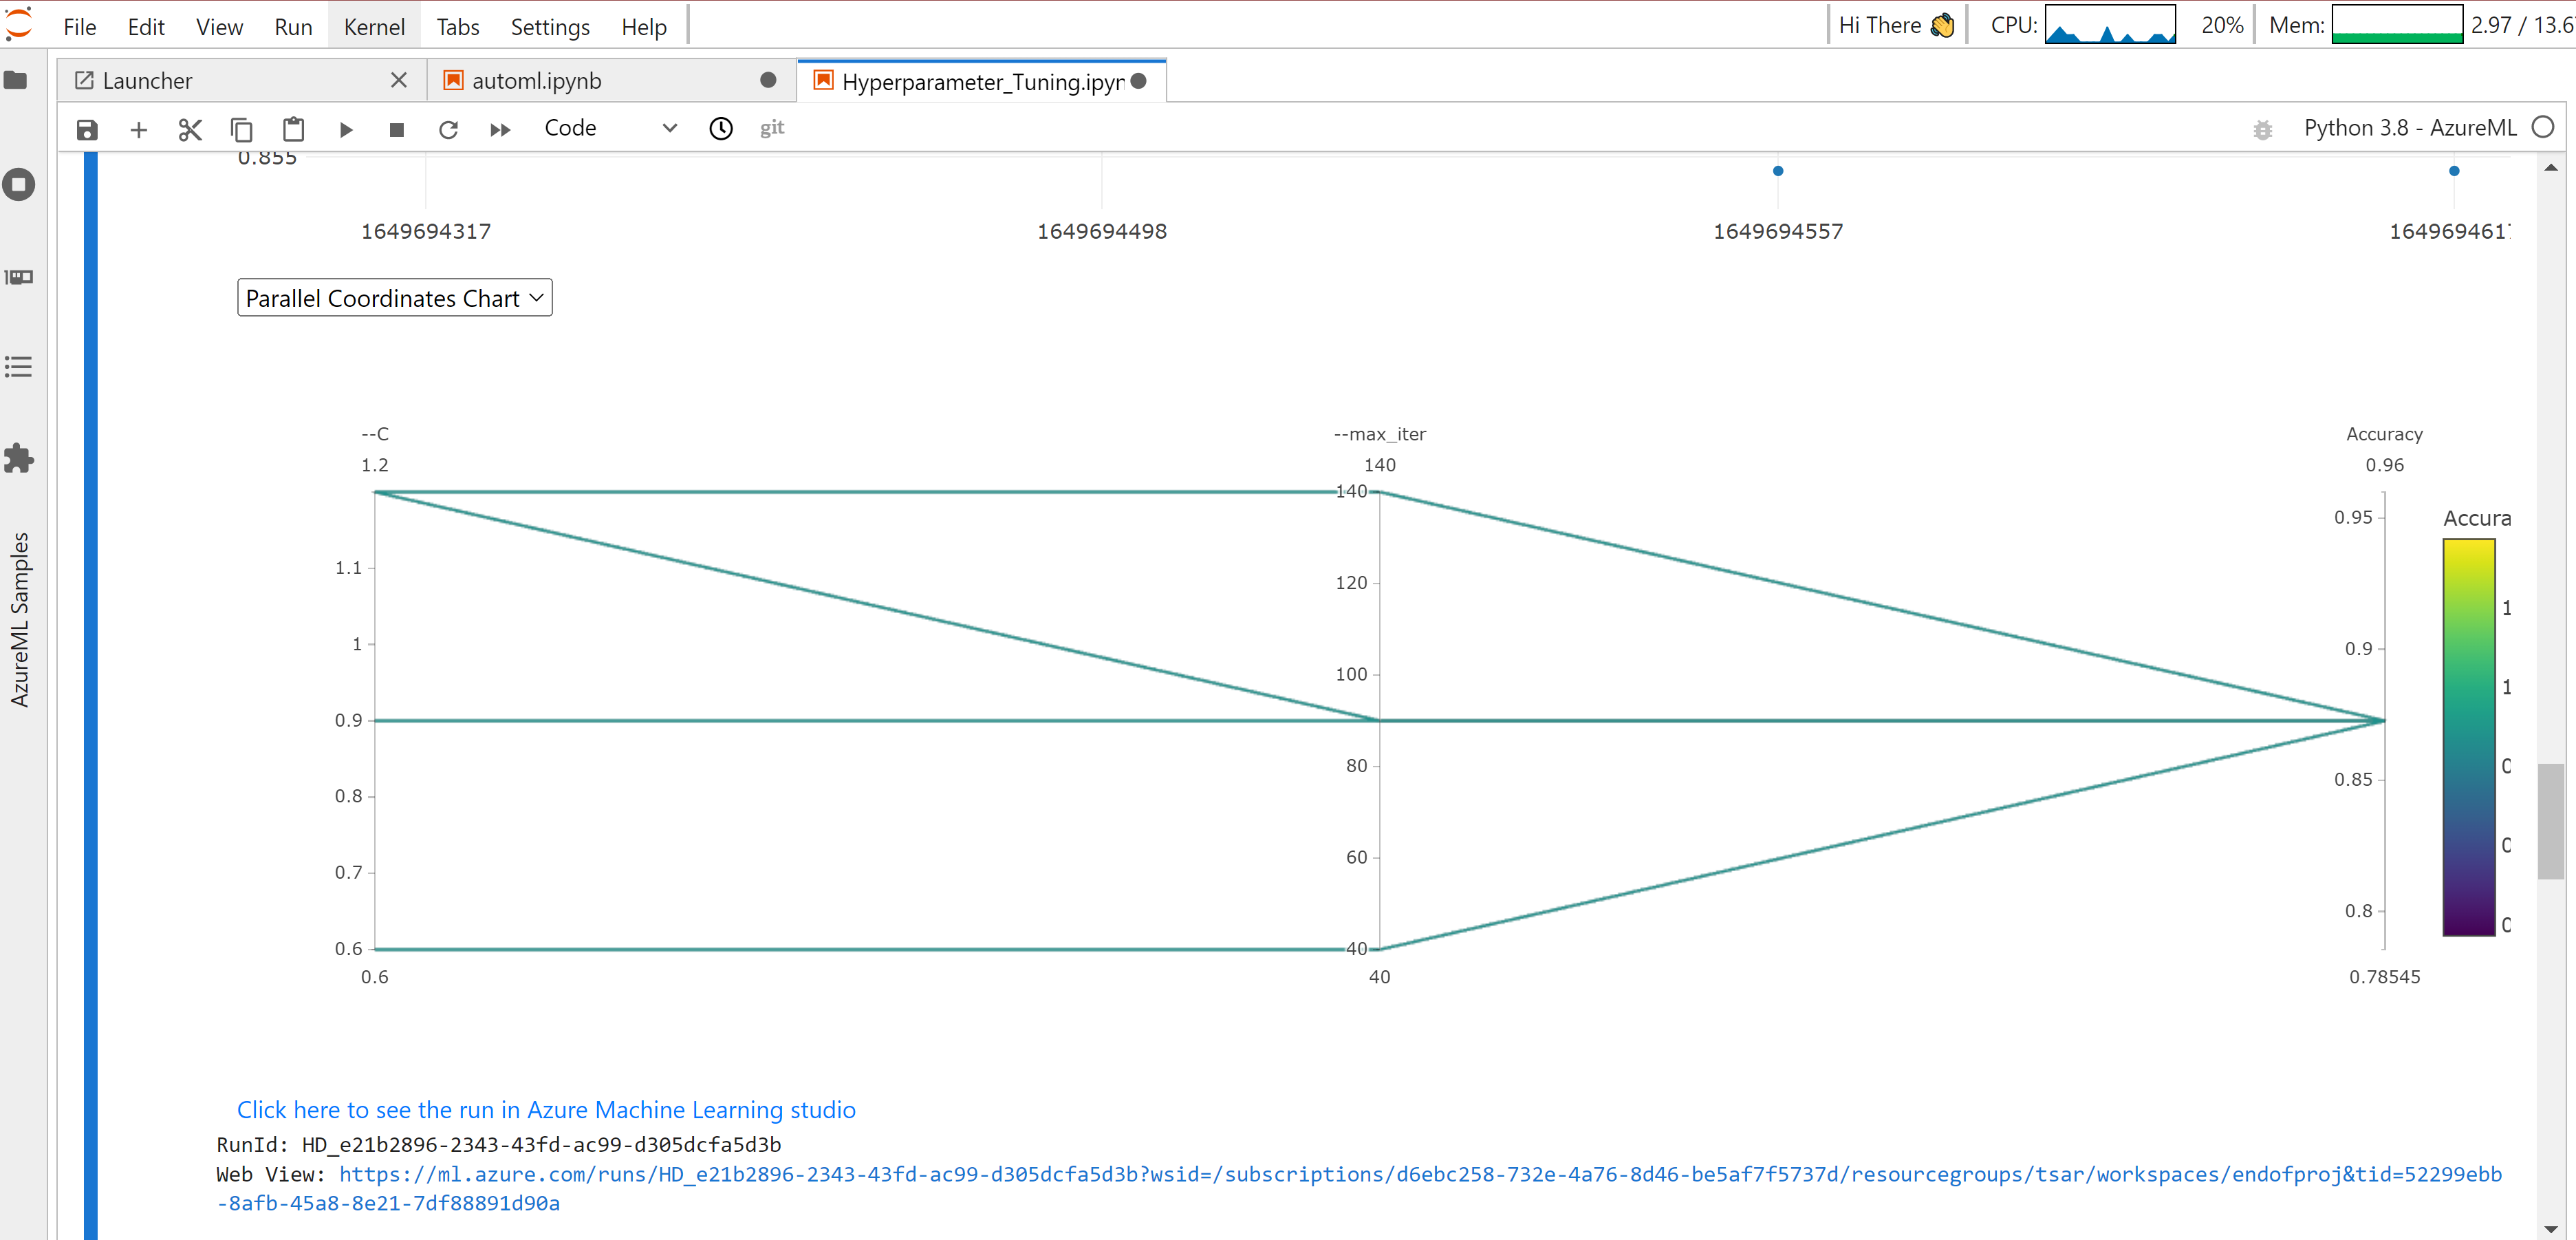 File Edit View Run Kernel Tabs Settings Help
Hi There 👋 CPU: 20% Mem: 2.97 / 13.6
Launcher
automl.ipynb
Hyperparameter_Tuning.ipyn
Code
git
Python 3.8 - AzureML
AzureML Samples
0.855
1649694317 1649694498 1649694557 1649694617
Parallel Coordinates Chart
--C --max_iter Accuracy
1.2 140 0.96
140
0.95 Accura
1.1 120
1
1 100 0.9
1
0.9
80 0.85
0.8
0.7 60
0.8
0.6 40
0.6 40 0.78545
Click here to see the run in Azure Machine Learning studio
RunId: HD_e21b2896-2343-43fd-ac99-d305dcfa5d3b
Web View: https://ml.azure.com/runs/HD_e21b2896-2343-43fd-ac99-d305dcfa5d3b?wsid=/subscriptions/d6ebc258-732e-4a76-8d46-be5af7f5737d/resourcegroups/tsar/workspaces/endofproj&tid=52299ebb
-8afb-45a8-8e21-7df88891d90a